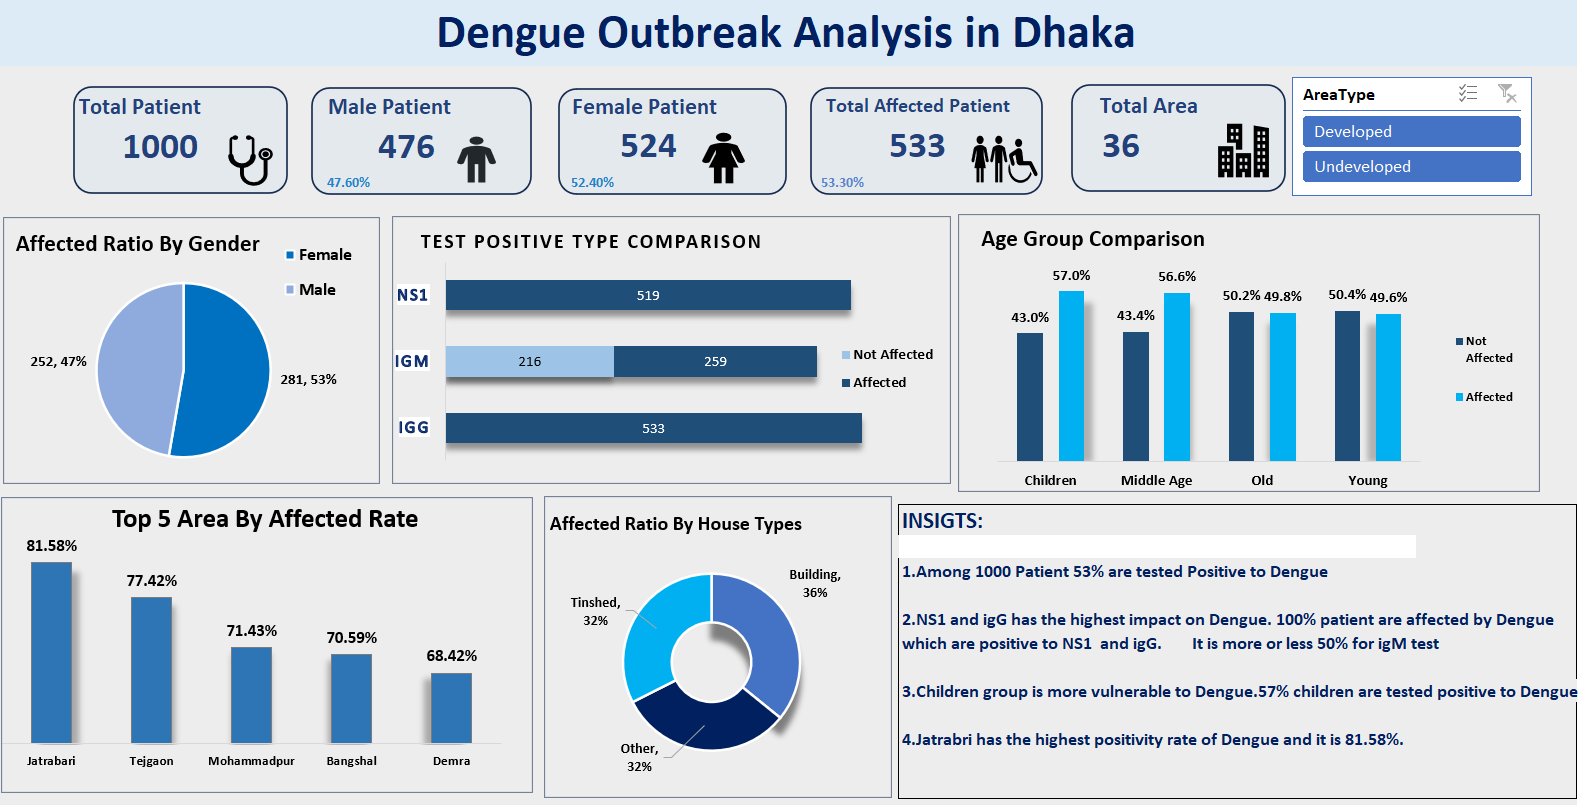 Dengue Outbreak Analysis in Dhaka
Total Patient
1000
Male Patient
476
47.60%
Female Patient
524
52.40%
Total Affected Patient
533
53.30%
Total Area
36
AreaType
Developed
Undeveloped
Affected Ratio By Gender
Female
Male
252, 47%
281, 53%
TEST POSITIVE TYPE COMPARISON
NS1
519
IGM
216
259
IGG
533
Not Affected
Affected
Age Group Comparison
43.0%
57.0%
43.4%
56.6%
50.2%
49.8%
50.4%
49.6%
Children
Middle Age
Old
Young
Not
Affected
Affected
Top 5 Area By Affected Rate
81.58%
77.42%
71.43%
70.59%
68.42%
Jatrabari
Tejgaon
Mohammadpur
Bangshal
Demra
Affected Ratio By House Types
Building,
36%
Tinshed,
32%
Other,
32%
INSIGTS:
1.Among 1000 Patient 53% are tested Positive to Dengue
2.NS1 and igG has the highest impact on Dengue. 100% patient are affected by Dengue
which are positive to NS1 and igG. It is more or less 50% for igM test
3.Children group is more vulnerable to Dengue.57% children are tested positive to Dengue
4.Jatrabri has the highest positivity rate of Dengue and it is 81.58%.